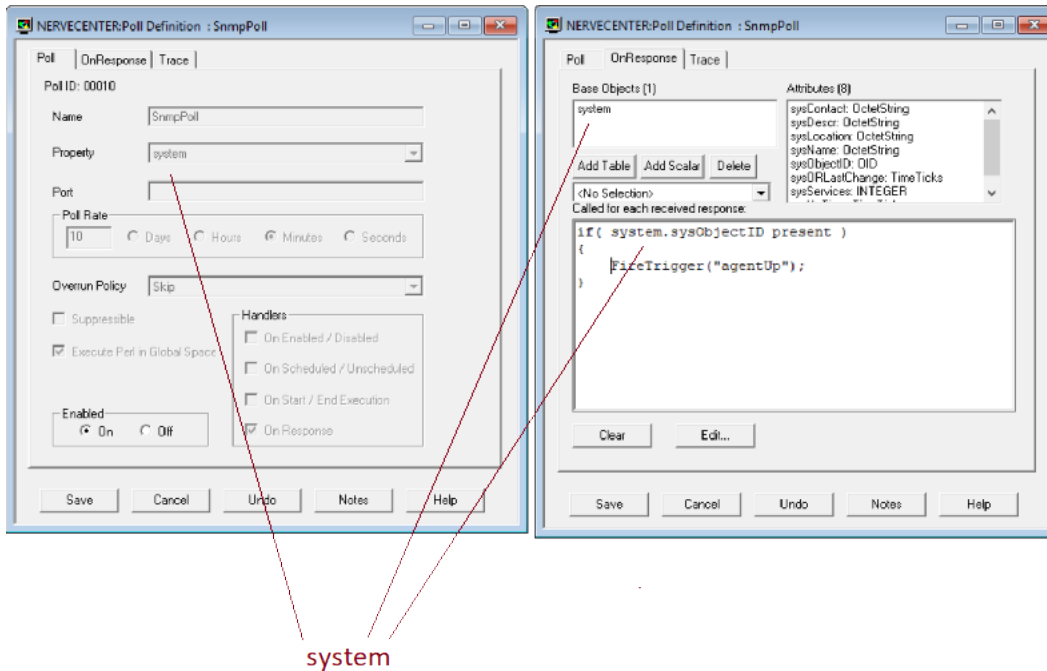 NERVECENTER:Poll Definition : SnmpPoll
Poll OnResponse Trace
Poll ID: 00010
Name SnmpPoll
Property system
Port
Poll Rate
10 Days Hours Minutes Seconds
Overrun Policy Skip
Suppressible
Execute Perl in Global Space
Handlers
On Enabled / Disabled
On Scheduled / Unscheduled
On Start / End Execution
On Response
Enabled
On Off
Save Cancel Undo Notes Help
NERVECENTER:Poll Definition : SnmpPoll
Poll OnResponse Trace
Base Objects (1)
system
Attributes (8)
sysContact: OctetString
sysDescr: OctetString
sysLocation: OctetString
sysName: OctetString
sysObjectID: OID
sysORLastChange: TimeTicks
sysServices: INTEGER
Add Table Add Scalar Delete
<No Selection>
Called for each received response:
if( system.sysObjectID present )
{
FireTrigger("agentUp");
}
Clear Edit...
Save Cancel Undo Notes Help
system